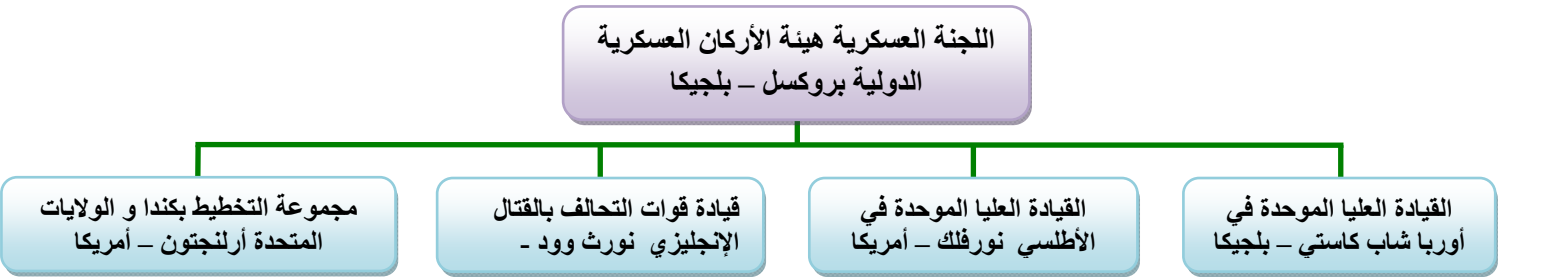 اللجنة العسكرية هيئة الأركان العسكرية
الدولية بروكسل – بلجيكا
القيادة العليا الموحدة في
أوربا شاب كاستي – بلجيكا
القيادة العليا الموحدة في
الأطلسي نورفلك – أمريكا
قيادة قوات التحالف بالقتال
الإنجليزي نورث وود -
مجموعة التخطيط بكندا و الولايات
المتحدة أرلنجتون – أمريكا